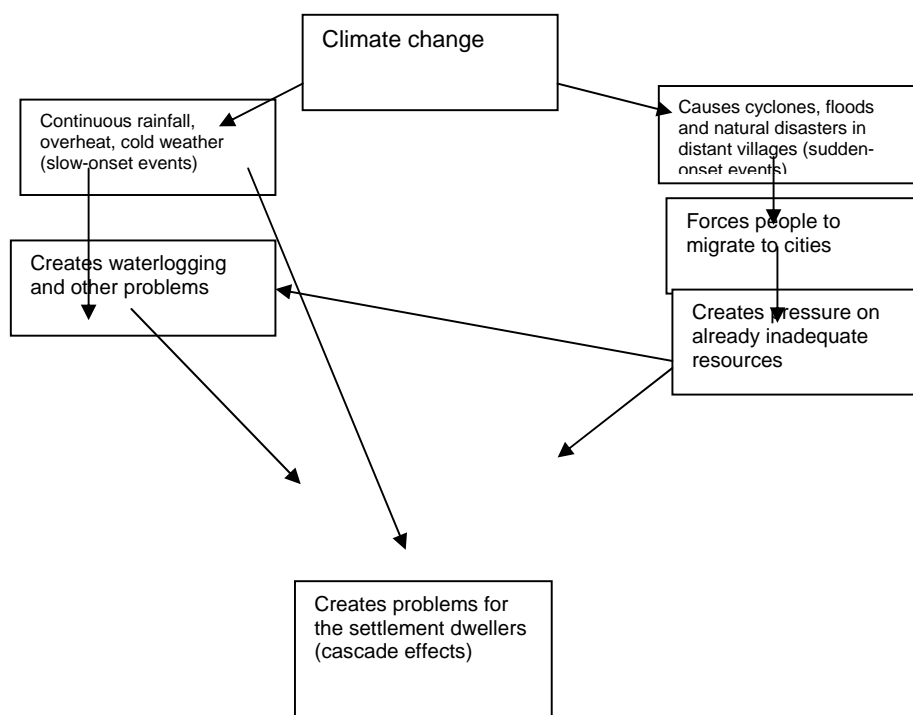 Climate change
Continuous rainfall,
overheat, cold weather
(slow-onset events)
Causes cyclones, floods
and natural disasters in
distant villages (sudden-
onset events)
Forces people to
migrate to cities
Creates waterlogging
and other problems
Creates pressure on
already inadequate
resources
Creates problems for
the settlement dwellers
(cascade effects)